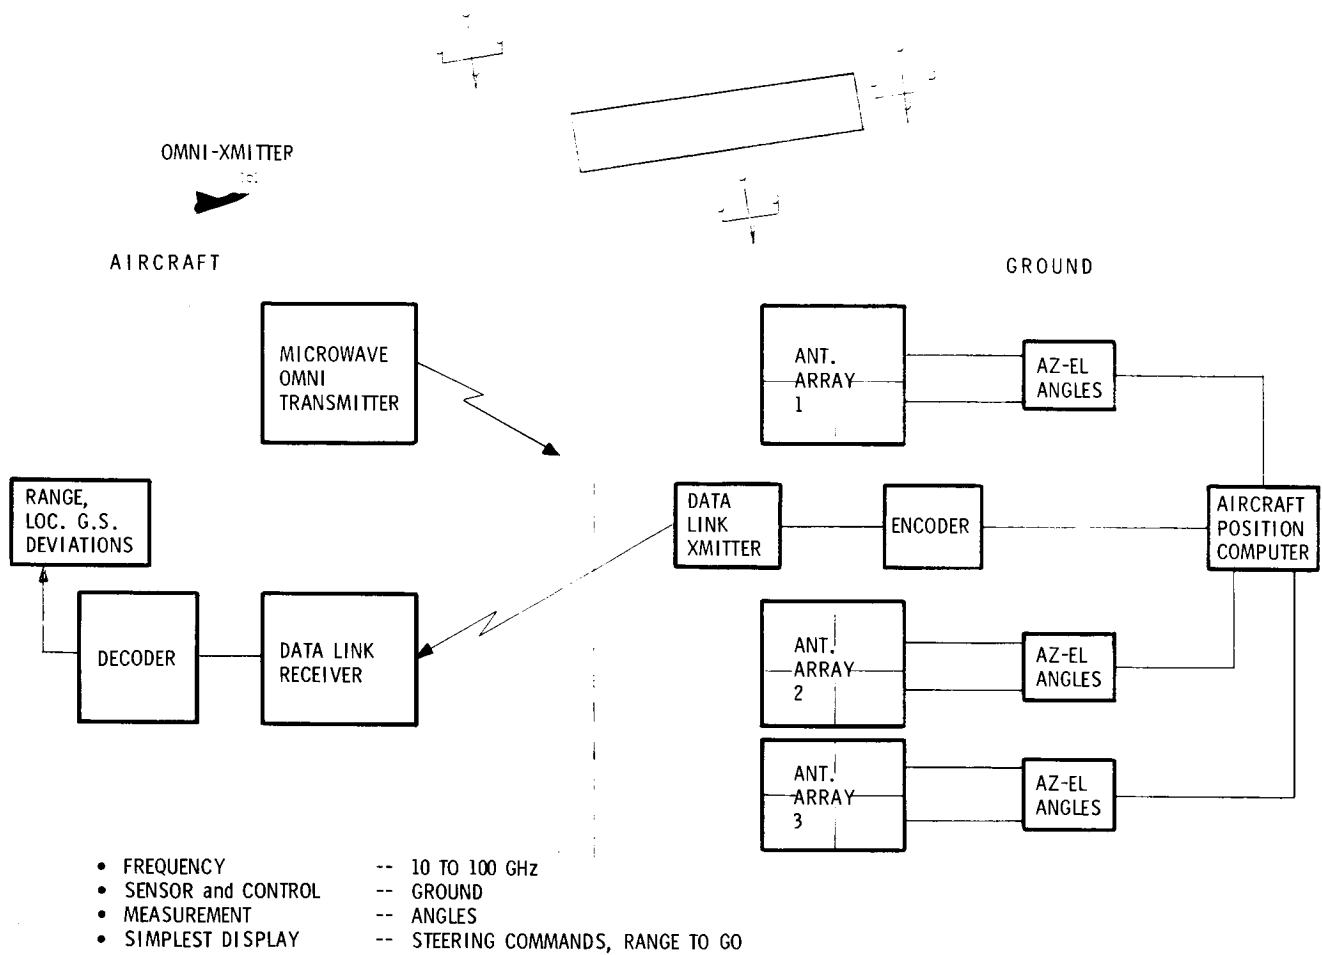 OMNI-XMITTER
AIRCRAFT
GROUND
MICROWAVE
OMNI
TRANSMITTER
ANT.
ARRAY
1
AZ-EL
ANGLES
RANGE,
LOC. G.S.
DEVIATIONS
DATA
LINK
XMITTER
ENCODER
AIRCRAFT
POSITION
COMPUTER
DECODER
DATA LINK
RECEIVER
ANT.
ARRAY
2
AZ-EL
ANGLES
ANT.
ARRAY
3
AZ-EL
ANGLES
• FREQUENCY -- 10 TO 100 GHz
• SENSOR and CONTROL -- GROUND
• MEASUREMENT -- ANGLES
• SIMPLEST DISPLAY -- STEERING COMMANDS, RANGE TO GO